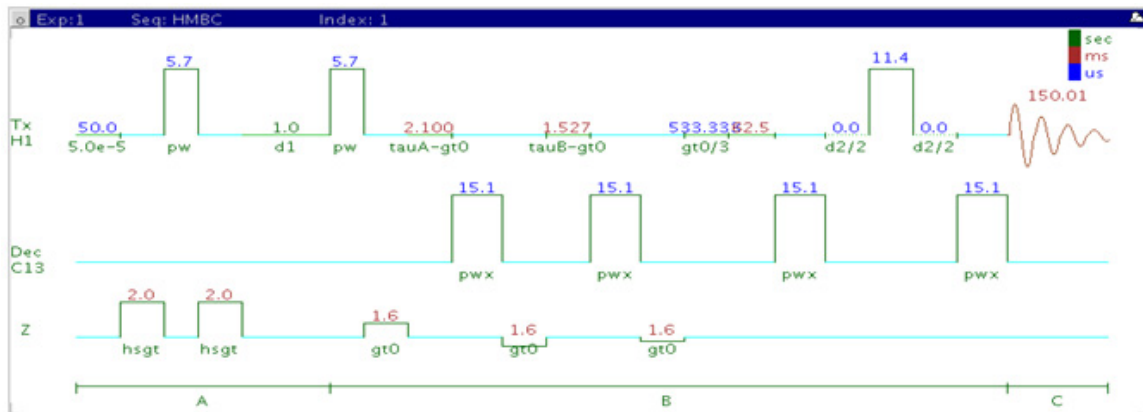 Exp:1 Seq: HMBC Index: 1
sec
ms
us
5.7 5.7 11.4
150.01
Tx
H1
50.0 1.0 2.100 1.527 533.333 82.5 0.0 0.0
5.0e-5 pw d1 pw tauA-gt0 tauB-gt0 gt0/3 d2/2 d2/2
15.1 15.1 15.1 15.1
Dec
C13
pwx pwx pwx pwx
2.0 2.0 1.6 1.6 1.6
Z
hsgt hsgt gt0 gt0 gt0
A B C